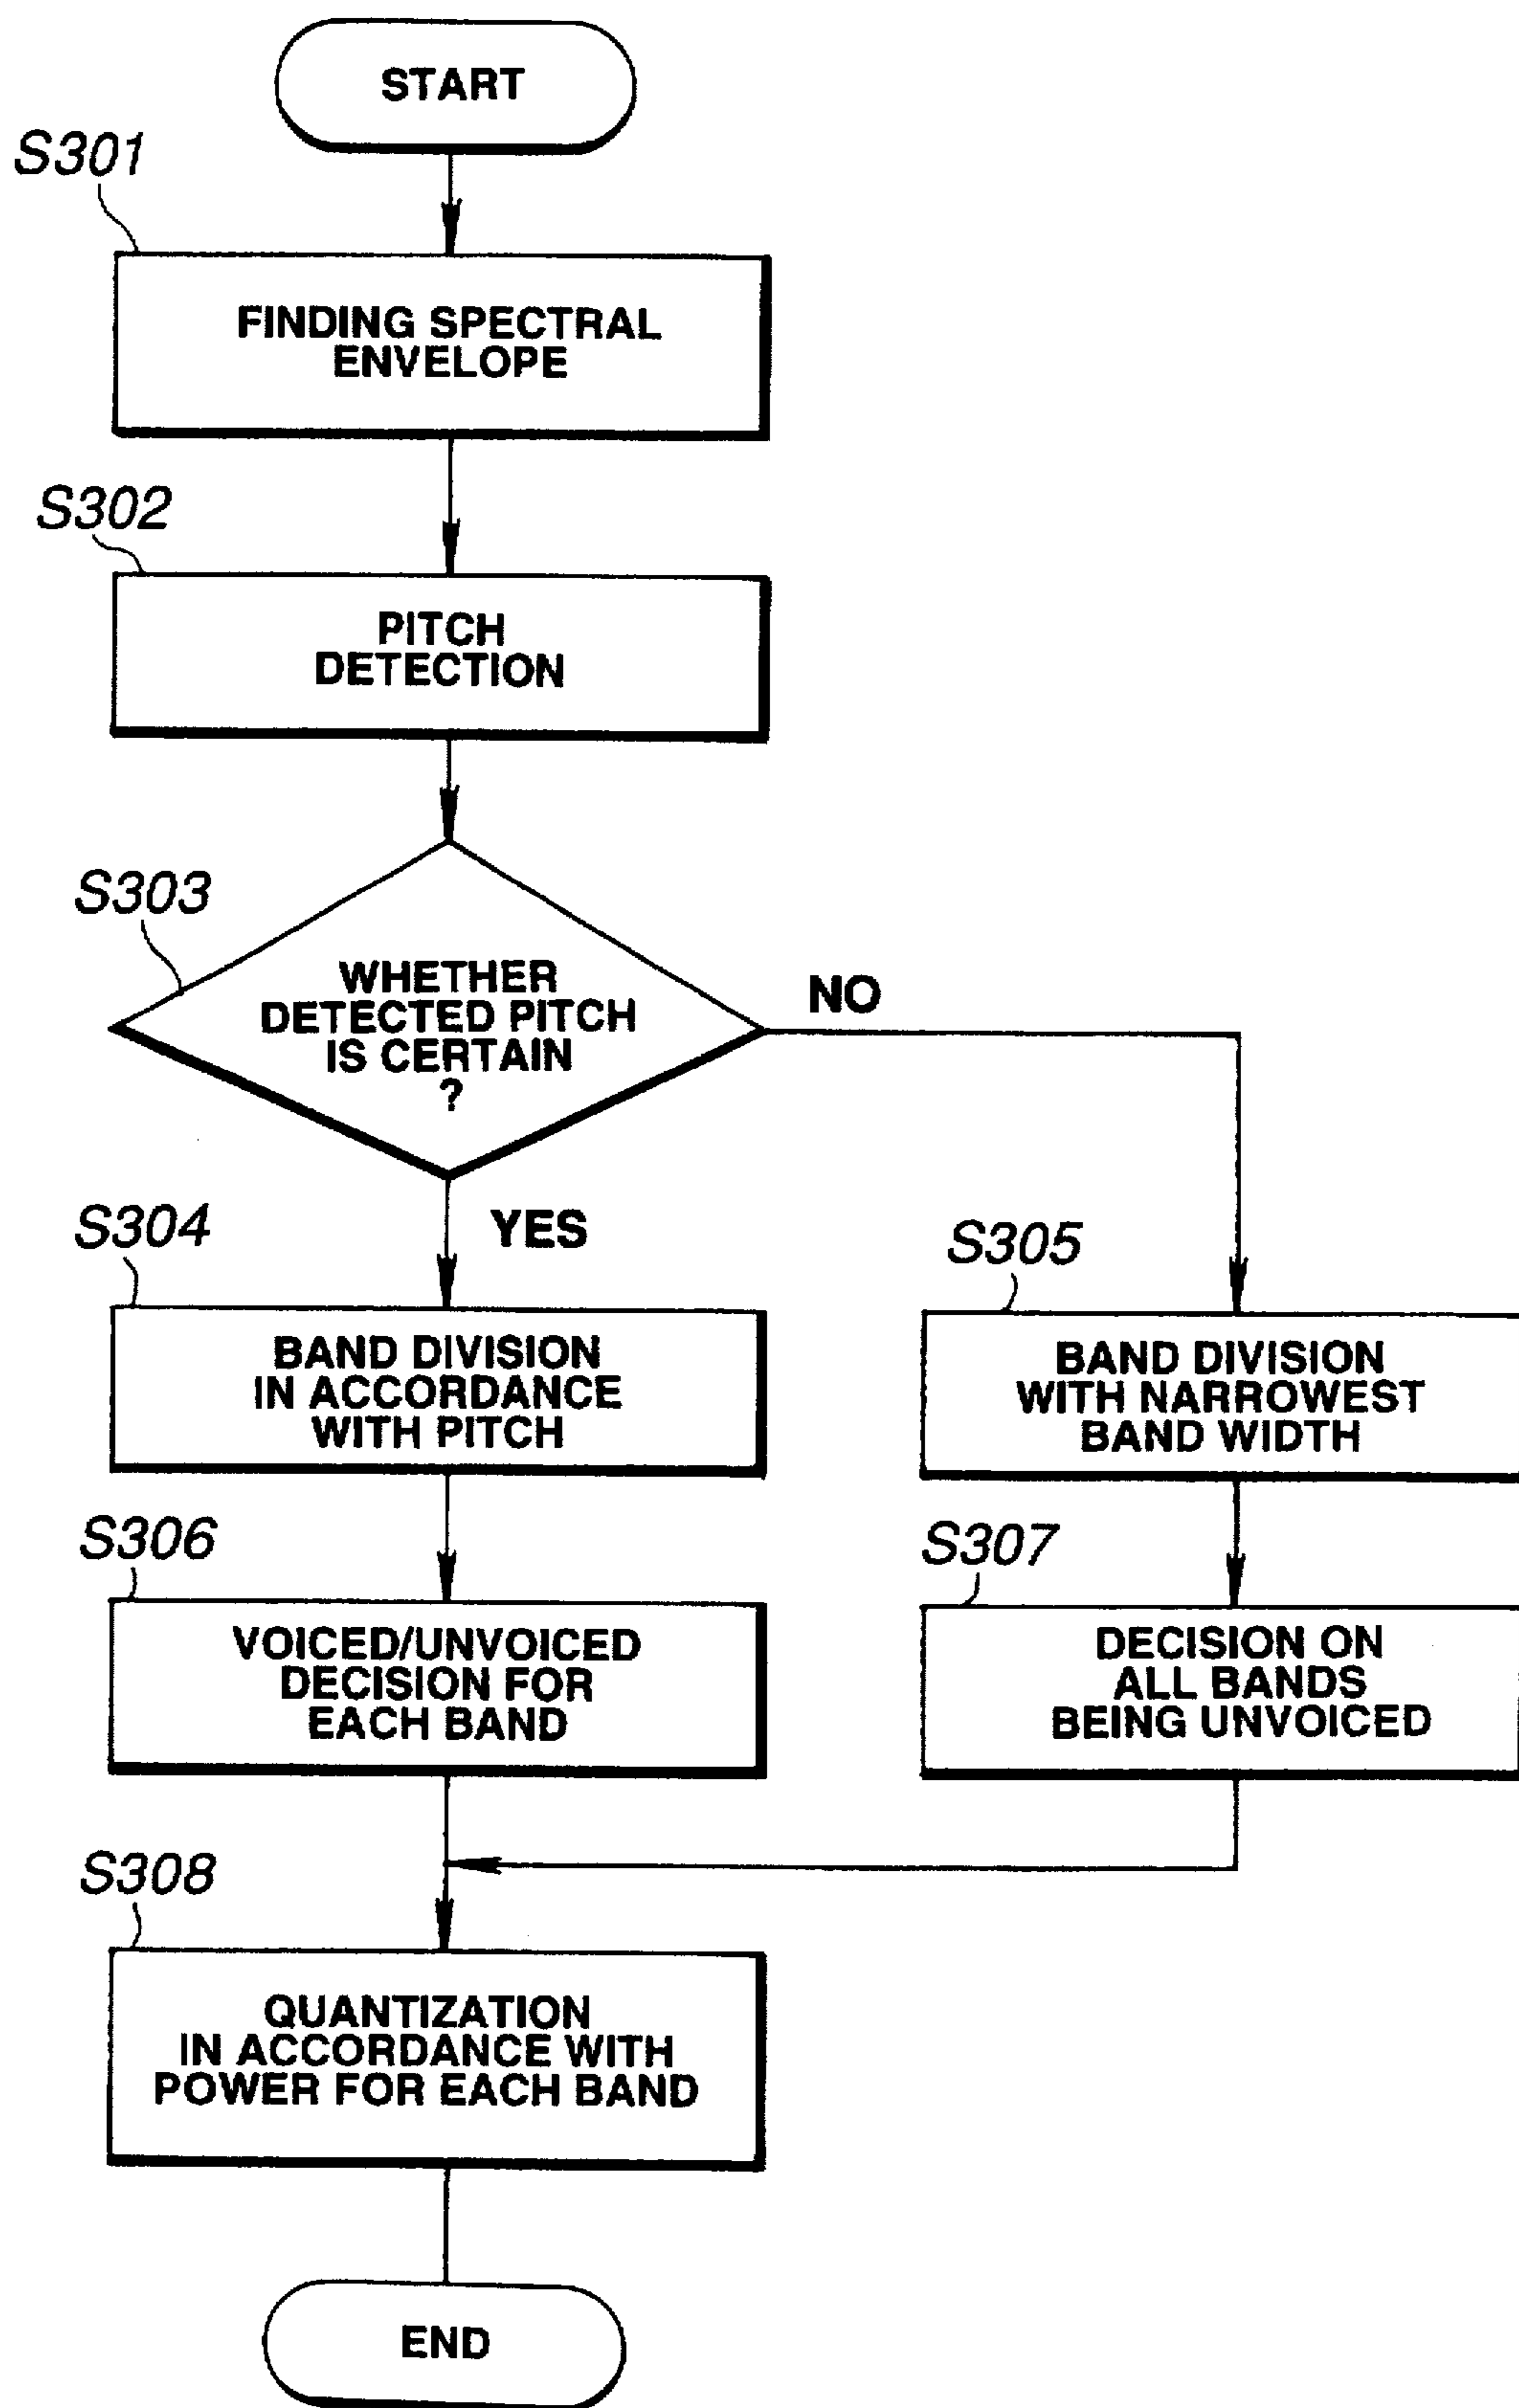 START
S301
FINDING SPECTRAL
ENVELOPE
S302
PITCH
DETECTION
S303
WHETHER
DETECTED PITCH
IS CERTAIN
?
NO
YES
S304
BAND DIVISION
IN ACCORDANCE
WITH PITCH
S305
BAND DIVISION
WITH NARROWEST
BAND WIDTH
S306
VOICED/UNVOICED
DECISION FOR
EACH BAND
S307
DECISION ON
ALL BANDS
BEING UNVOICED
S308
QUANTIZATION
IN ACCORDANCE WITH
POWER FOR EACH BAND
END